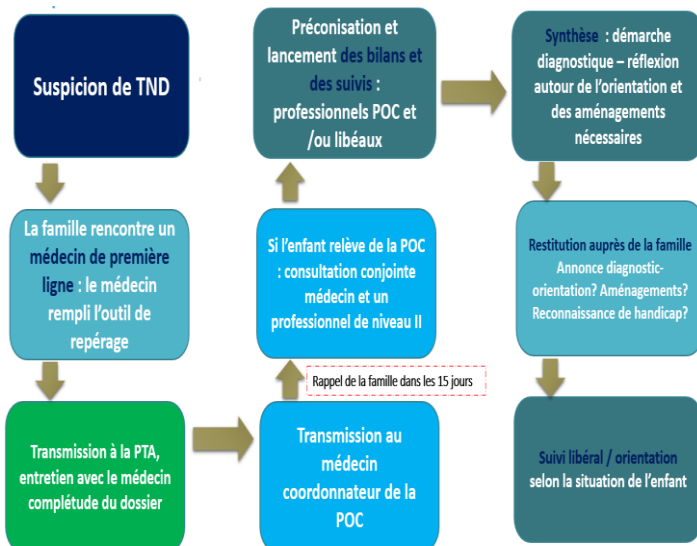 Suspicion de TND
La famille rencontre un
médecin de première
ligne : le médecin
rempli l'outil de
repérage
Transmission à la PTA,
entretien avec le médecin
complétude du dossier
Transmission au
médecin
coordonnateur de la
POC
Rappel de la famille dans les 15 jours
Si l'enfant relève de la POC
: consultation conjointe
médecin et un
professionnel de niveau II
Préconisation et
lancement des bilans et
des suivis :
professionnels POC et
/ou libéaux
Synthèse : démarche
diagnostique – réflexion
autour de l'orientation et
des aménagements
nécessaires
Restitution auprès de la famille
Annonce diagnostic-
orientation? Aménagements?
Reconnaissance de handicap?
Suivi libéral / orientation
selon la situation de l'enfant